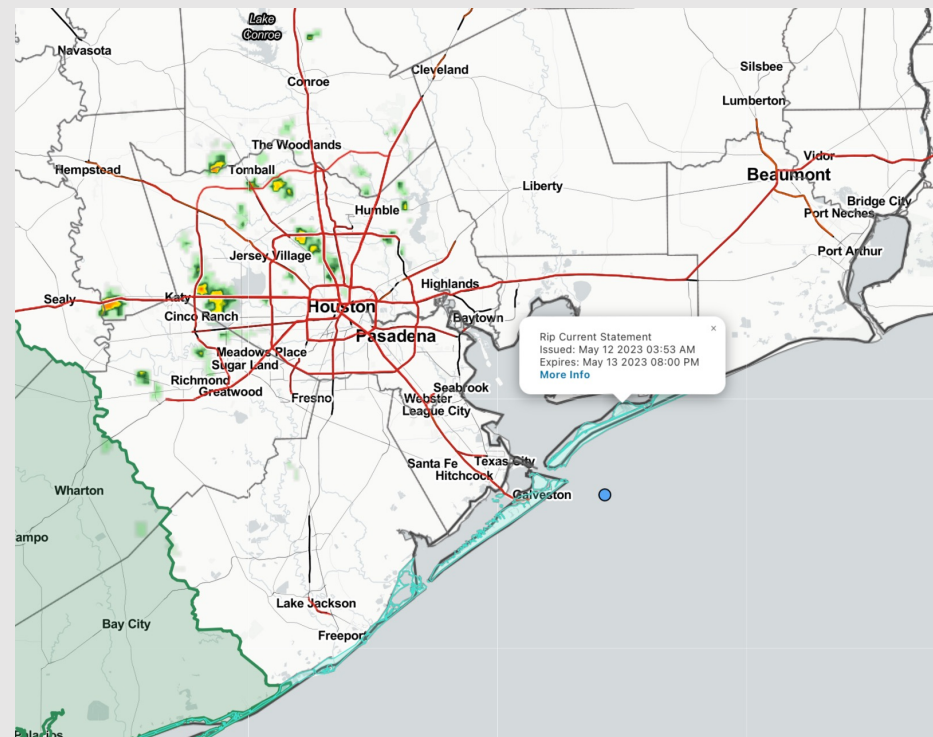 Lake
Conroe
Navasota
Cleveland
Conroe
Silsbee
Lumberton
The Woodlands
Vidor
Hempstead
Tomball
Beaumont
Liberty
Bridge City
Humble
Port Neches
Port Arthur
Jersey Village
Highlands
Sealy
Katy
Houston
Cinco Ranch
Baytown
Pasadena
×
Rip Current Statement
Issued: May 12 2023 03:53 AM
Expires: May 13 2023 08:00 PM
More Info
Meadows Place
Sugar Land
Richmond
Greatwood
Seabrook
Fresno
Webster
League City
Santa Fe
Texas City
Hitchcock
Wharton
Galveston
ampo
Lake Jackson
Bay City
Freeport
Palacios